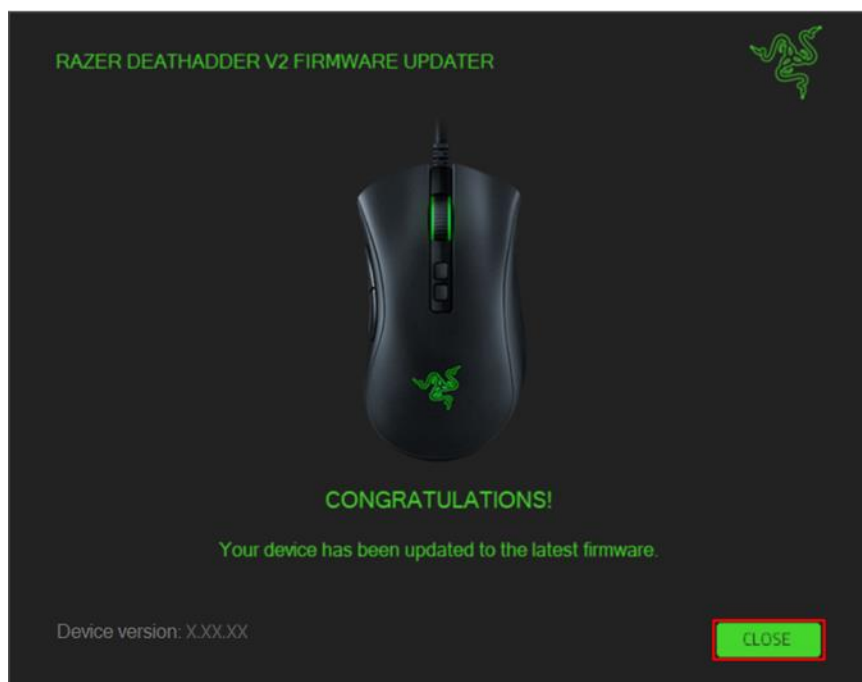 RAZER DEATHADDER V2 FIRMWARE UPDATER
CONGRATULATIONS!
Your device has been updated to the latest firmware.
Device version: X.XX.XX
CLOSE